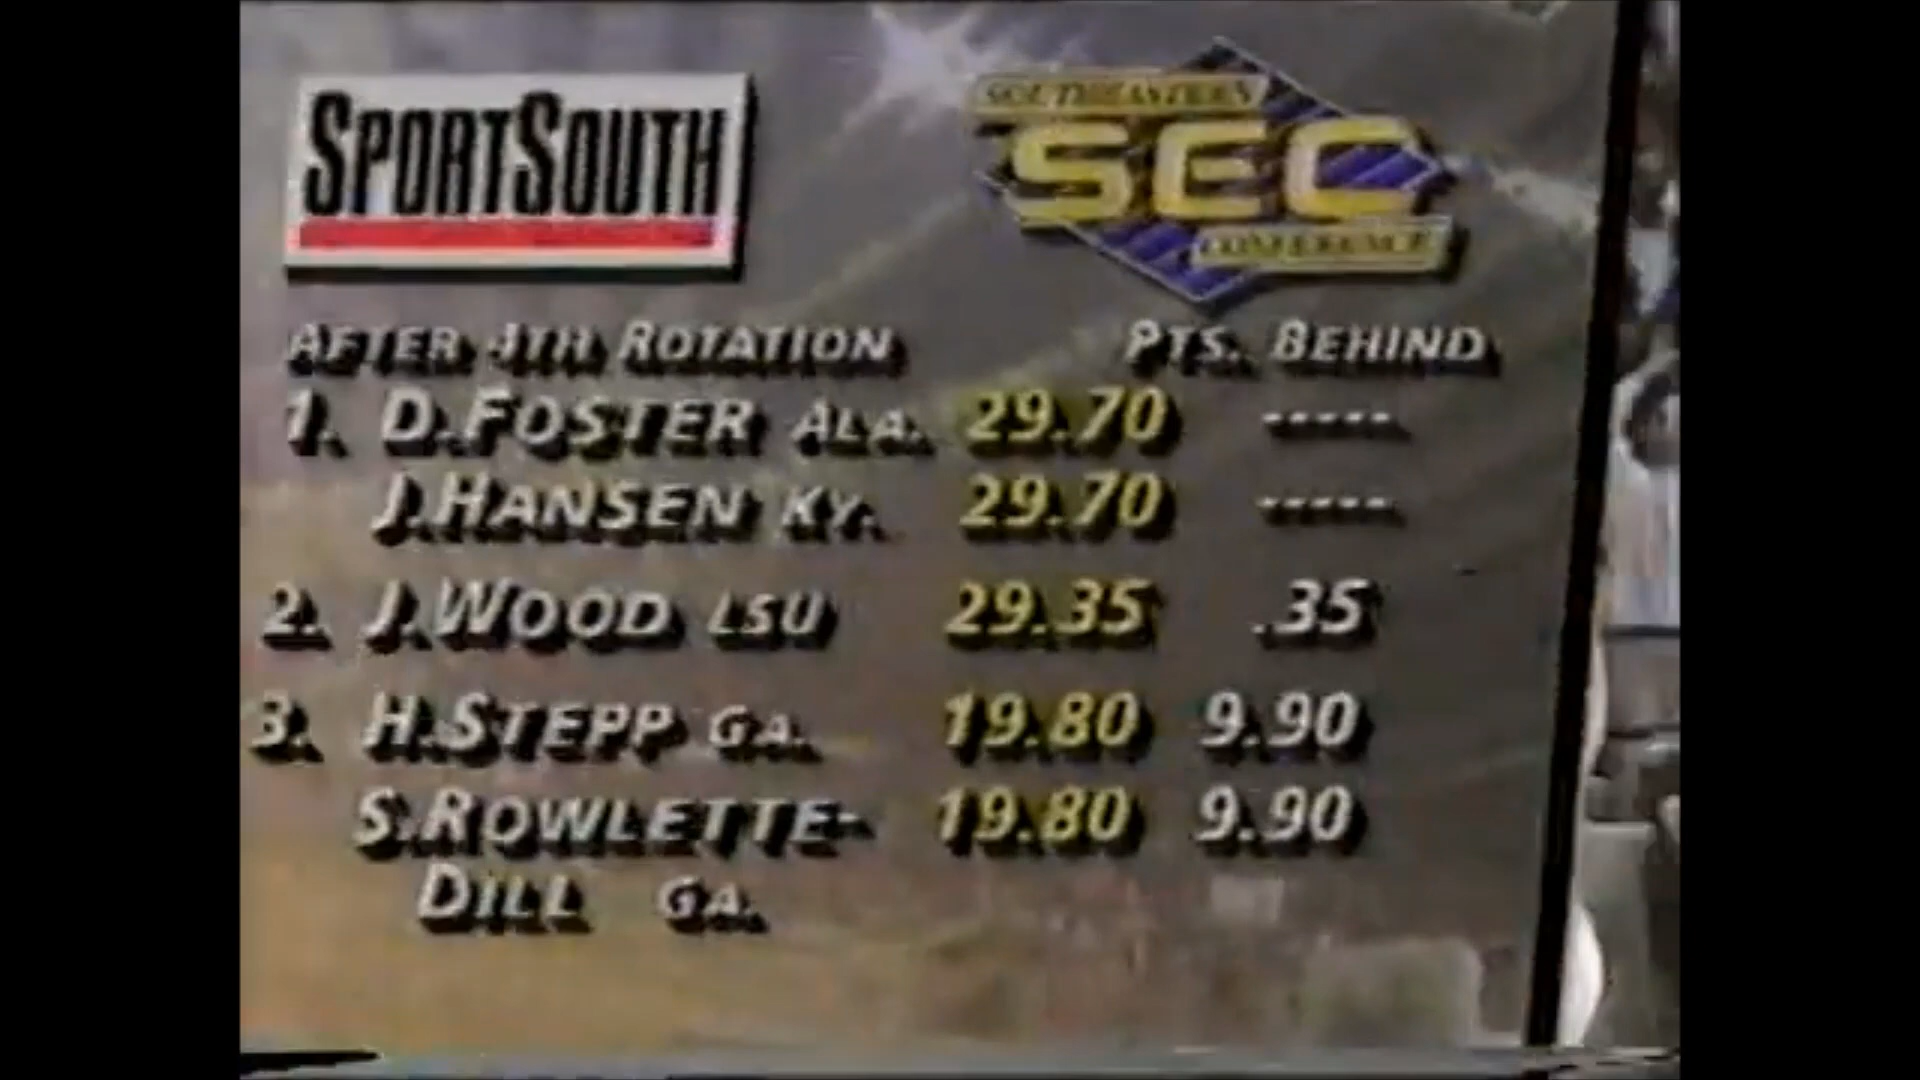 SPORTSOUTH
SOUTHEASTERN
SEC
CONFERENCE
AFTER 4TH ROTATION PTS. BEHIND
1. D.FOSTER ALA. 29.70 -----
J.HANSEN KY. 29.70 -----
2. J.WOOD LSU 29.35 .35
3. H.STEPP GA. 19.80 9.90
S.ROWLETTE- 19.80 9.90
DILL GA.